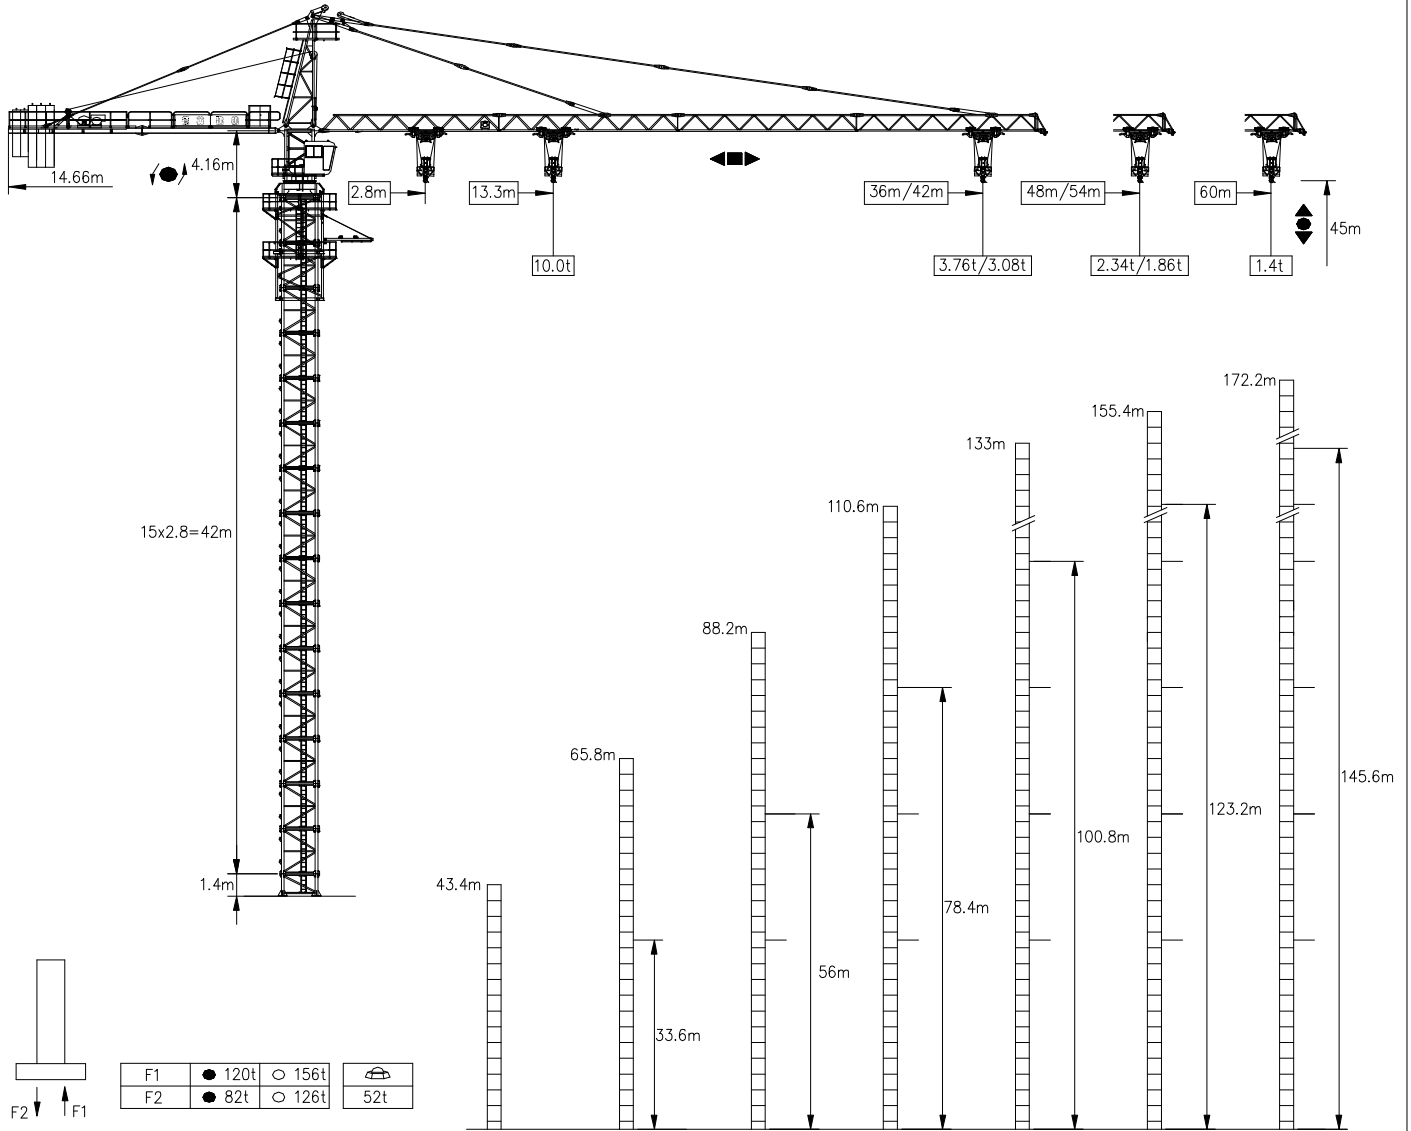 14.66m
4.16m
2.8m
13.3m
36m/42m
48m/54m
60m
45m
10.0t
3.76t/3.08t
2.34t/1.86t
1.4t
172.2m
155.4m
133m
110.6m
15x2.8=42m
88.2m
65.8m
145.6m
123.2m
100.8m
1.4m
43.4m
78.4m
56m
33.6m
F1 ● 120t ○ 156t
F2 ● 82t ○ 126t 52t
F2 F1